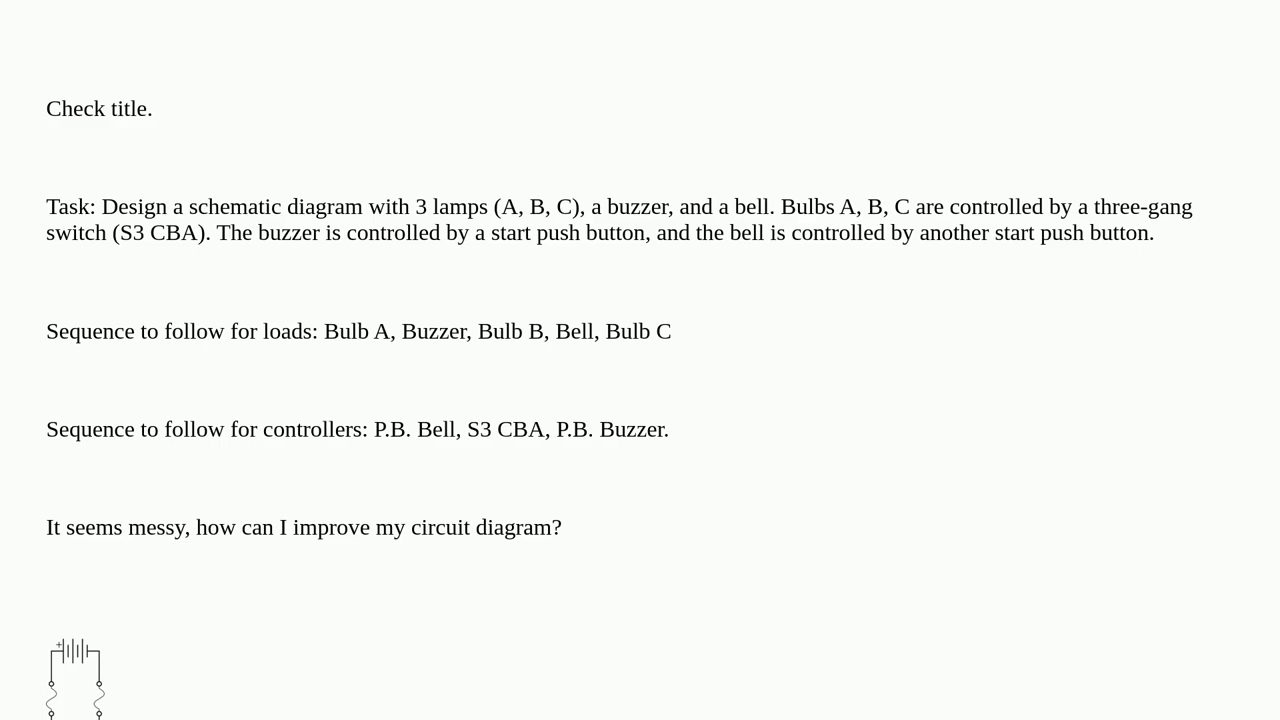 Check title.
Task: Design a schematic diagram with 3 lamps (A, B, C), a buzzer, and a bell. Bulbs A, B, C are controlled by a three-gang
switch (S3 CBA). The buzzer is controlled by a start push button, and the bell is controlled by another start push button.
Sequence to follow for loads: Bulb A, Buzzer, Bulb B, Bell, Bulb C
Sequence to follow for controllers: P.B. Bell, S3 CBA, P.B. Buzzer.
It seems messy, how can I improve my circuit diagram?
+